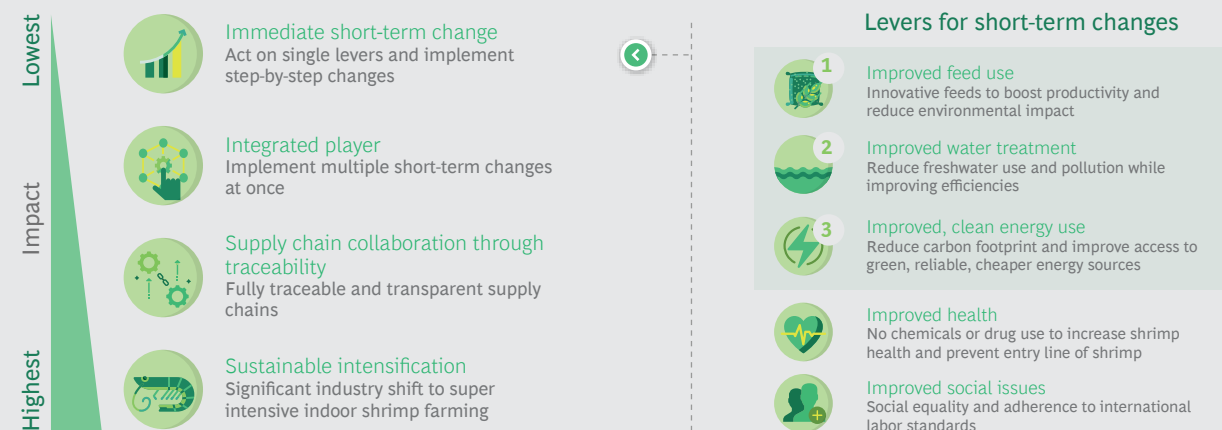 Lowest
Impact
Highest
Immediate short-term change
Act on single levers and implement
step-by-step changes
Integrated player
Implement multiple short-term changes
at once
Supply chain collaboration through
traceability
Fully traceable and transparent supply
chains
Sustainable intensification
Significant industry shift to super
intensive indoor shrimp farming
Levers for short-term changes
1
Improved feed use
Innovative feeds to boost productivity and
reduce environmental impact
2
Improved water treatment
Reduce freshwater use and pollution while
improving efficiencies
3
Improved, clean energy use
Reduce carbon footprint and improve access to
green, reliable, cheaper energy sources
Improved health
No chemicals or drug use to increase shrimp
health and prevent entry line of shrimp
Improved social issues
Social equality and adherence to international
labor standards